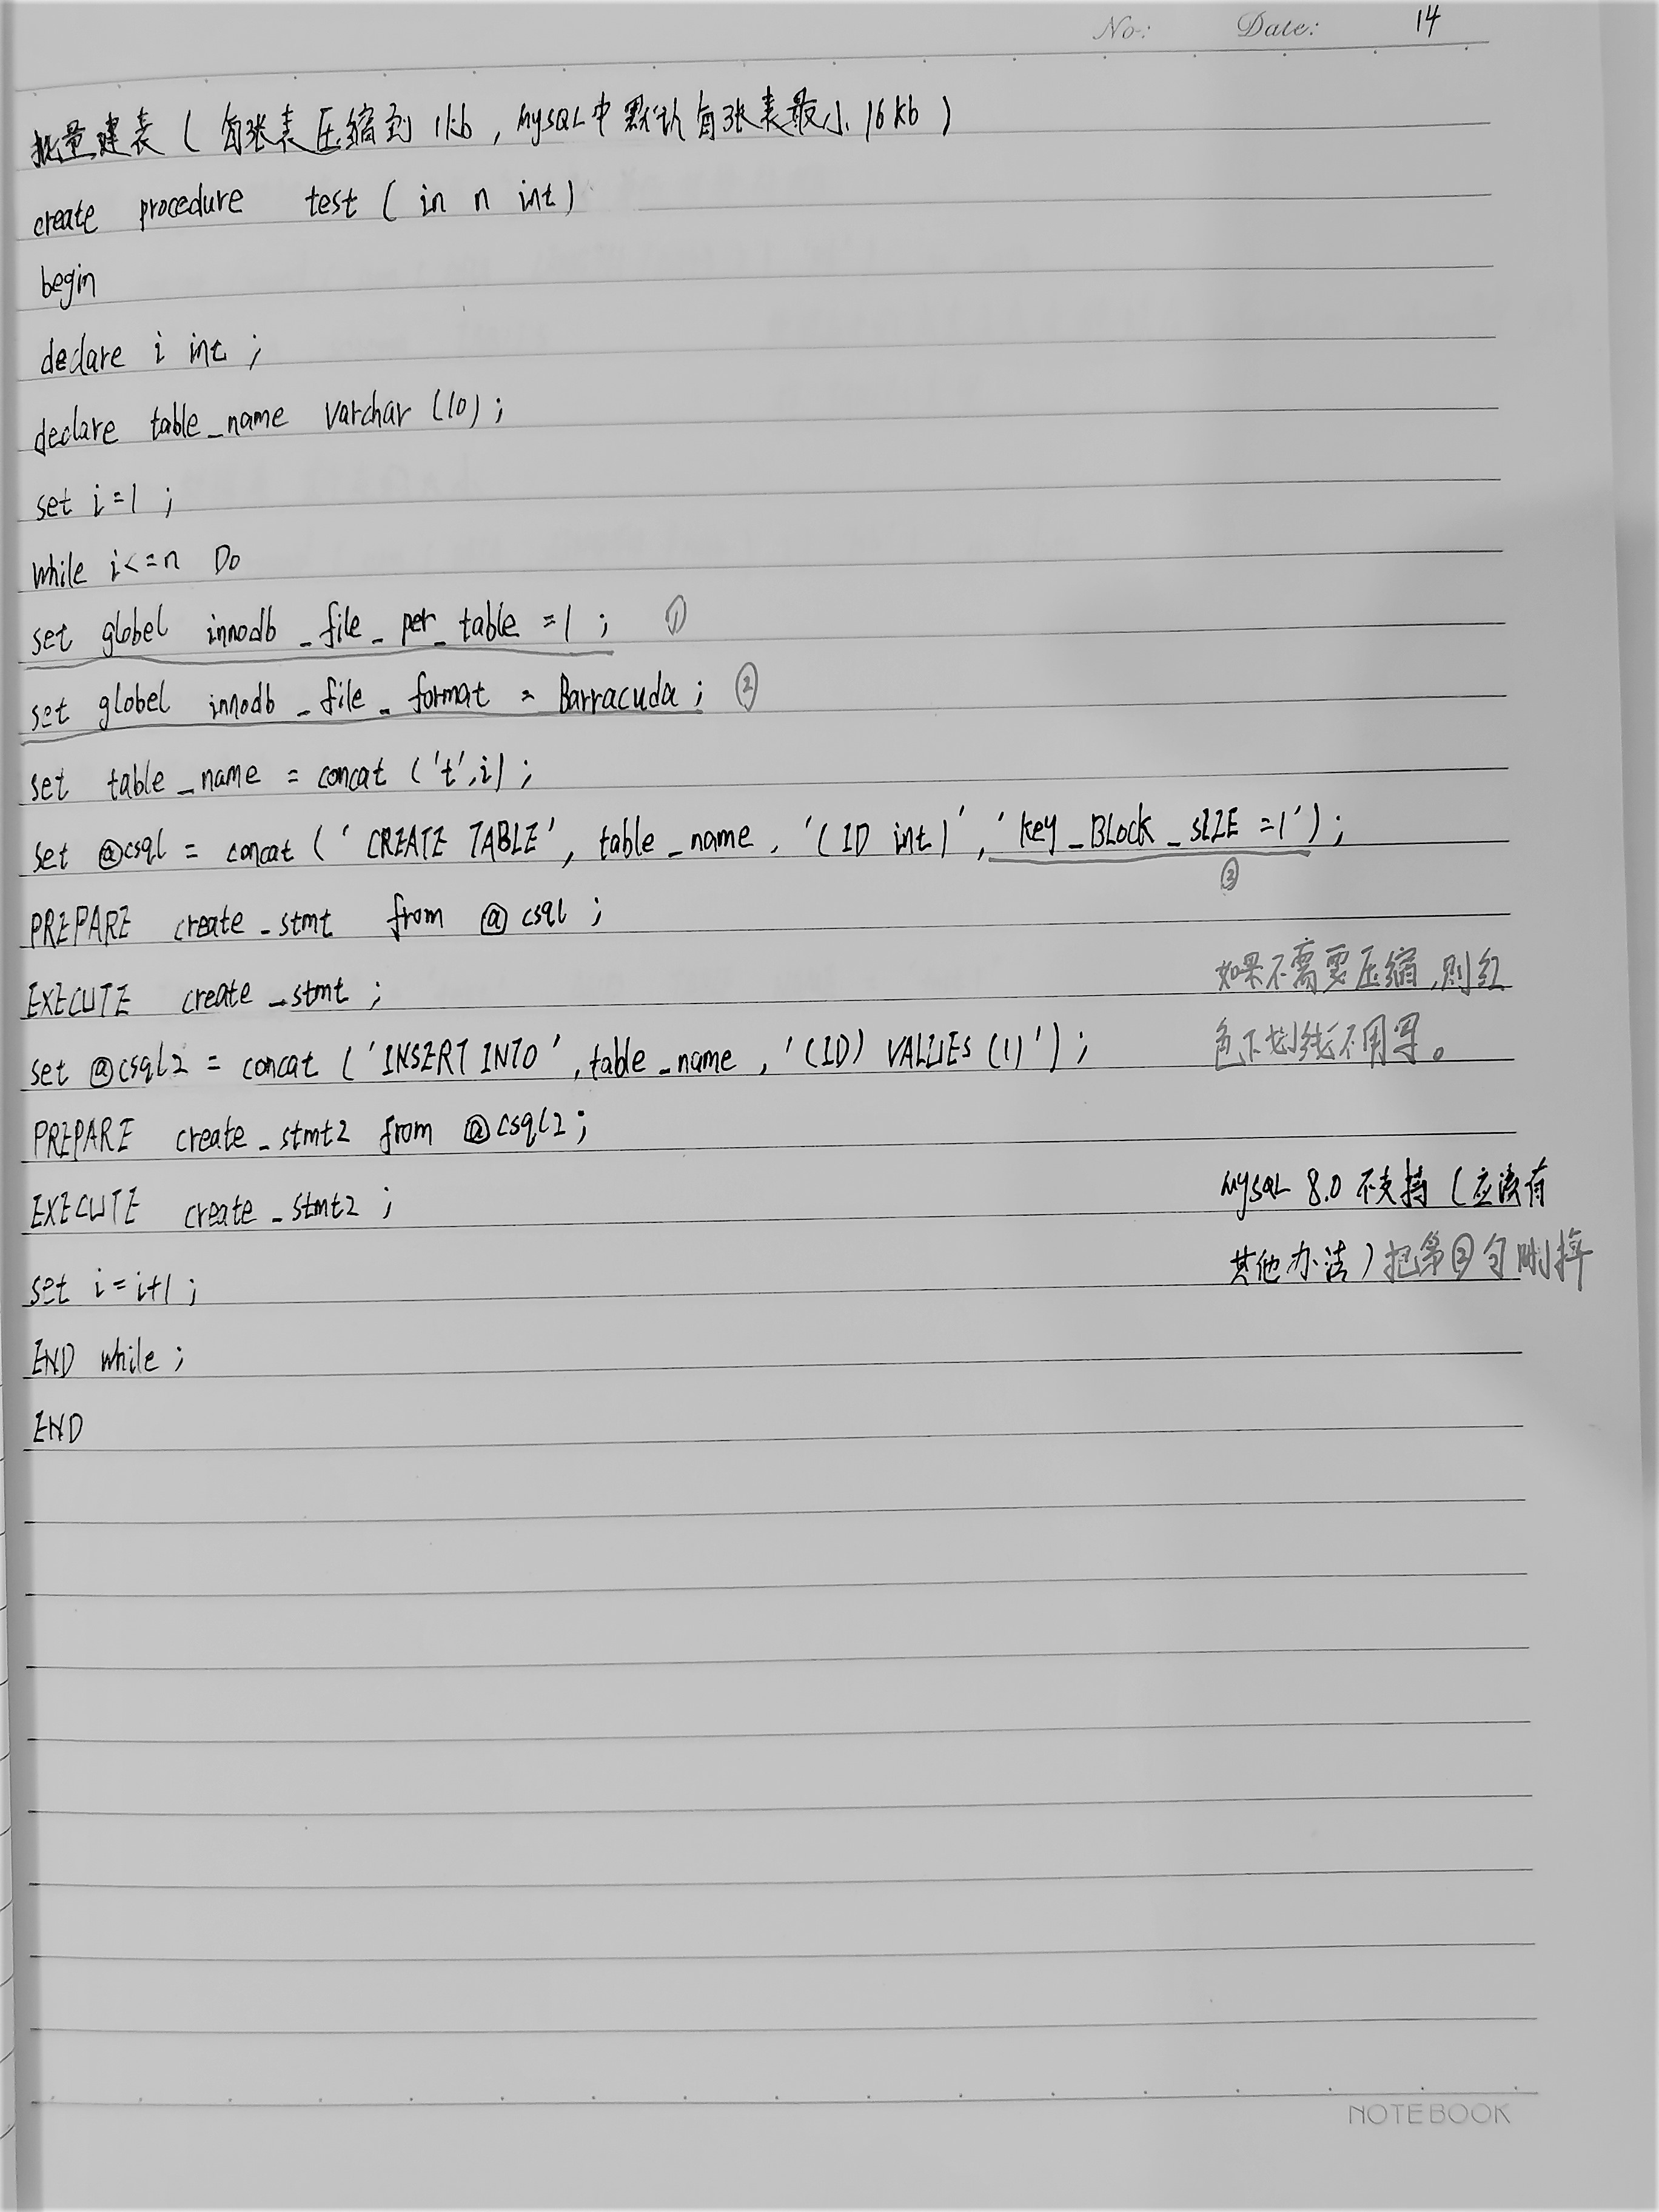 No: Date: 14
批量建表（每张表压缩到1kb，MySQL中默认每张表最小16kb）
create procedure test ( in n int )
begin
declare i int ;
declare table_name varchar (10) ;
set i=1 ;
while i<=n Do
set globel innodb _file_ per_ table =1 ; ①
set globel innodb _file_ format = Barracuda ; ②
set table_name = concat ('t',i) ;
set @csql = concat (' CREATE TABLE', table_name, '(ID int)', ' key_BLock_sIZE =1') ;
③
PREPARE create_stmt from @csql ;
如果不需要压缩，则红
EXECUTE create_stmt ;
色下划线不用写。
set @csql2 = concat ('INSERT INTO', table_name, '(ID) VALUES (1)') ;
PREPARE create_stmt2 from @csql2;
MySQL 8.0 不支持（应该有
EXECUTE create_stmt2 ;
其他办法）把第②句删掉
set i=i+1 ;
END while ;
END
NOTEBOOK